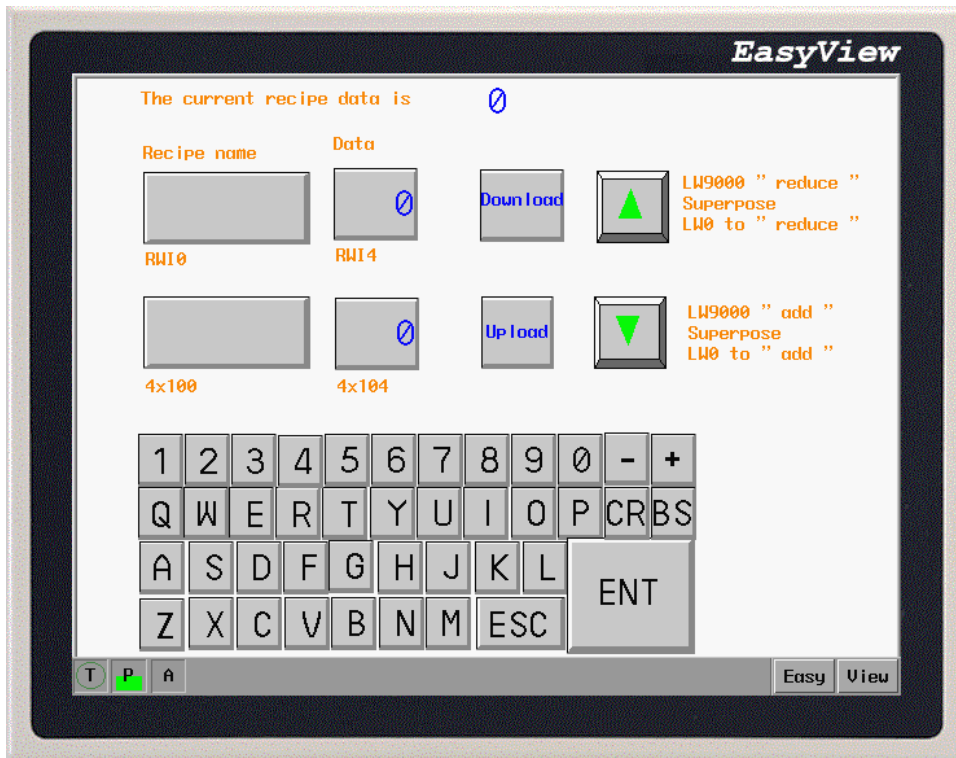 EasyView
The current recipe data is 0
Recipe name Data
0 Download LW9000 " reduce "
Superpose
LW0 to " reduce "
RWI0 RWI4
0 Upload LW9000 " add "
Superpose
LW0 to " add "
4x100 4x104
1 2 3 4 5 6 7 8 9 0 - +
Q W E R T Y U I O P CR BS
A S D F G H J K L ENT
Z X C V B N M ESC
T P A Easy View